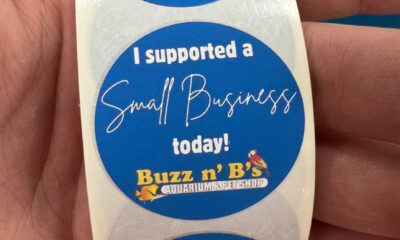 I supported a
Small Business
today!
Buzz n' B's
AQUARIUM & PET SHOP